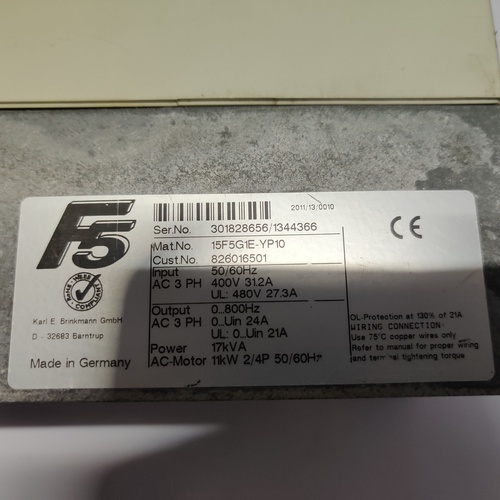 F5
2011/13/0010
Ser.No. 301828656/1344366
Mat.No. 15F5G1E-YP10
Cust.No. 826016501
Input 50/60Hz
AC 3 PH 400V 31.2A
UL: 480V 27.3A
Output 0...800Hz
AC 3 PH 0...Uin 24A
UL: 0...Uin 21A
Power 17kVA
AC-Motor 11kW 2/4P 50/60Hz
CE
OL-Protection at 130% of 21A
WIRING CONNECTION:
Use 75°C copper wires only
Refer to manual for proper wiring
and terminal tightening torque
RoHS WEEE COMPLIANT
Karl E. Brinkmann GmbH
D - 32683 Barntrup
Made in Germany